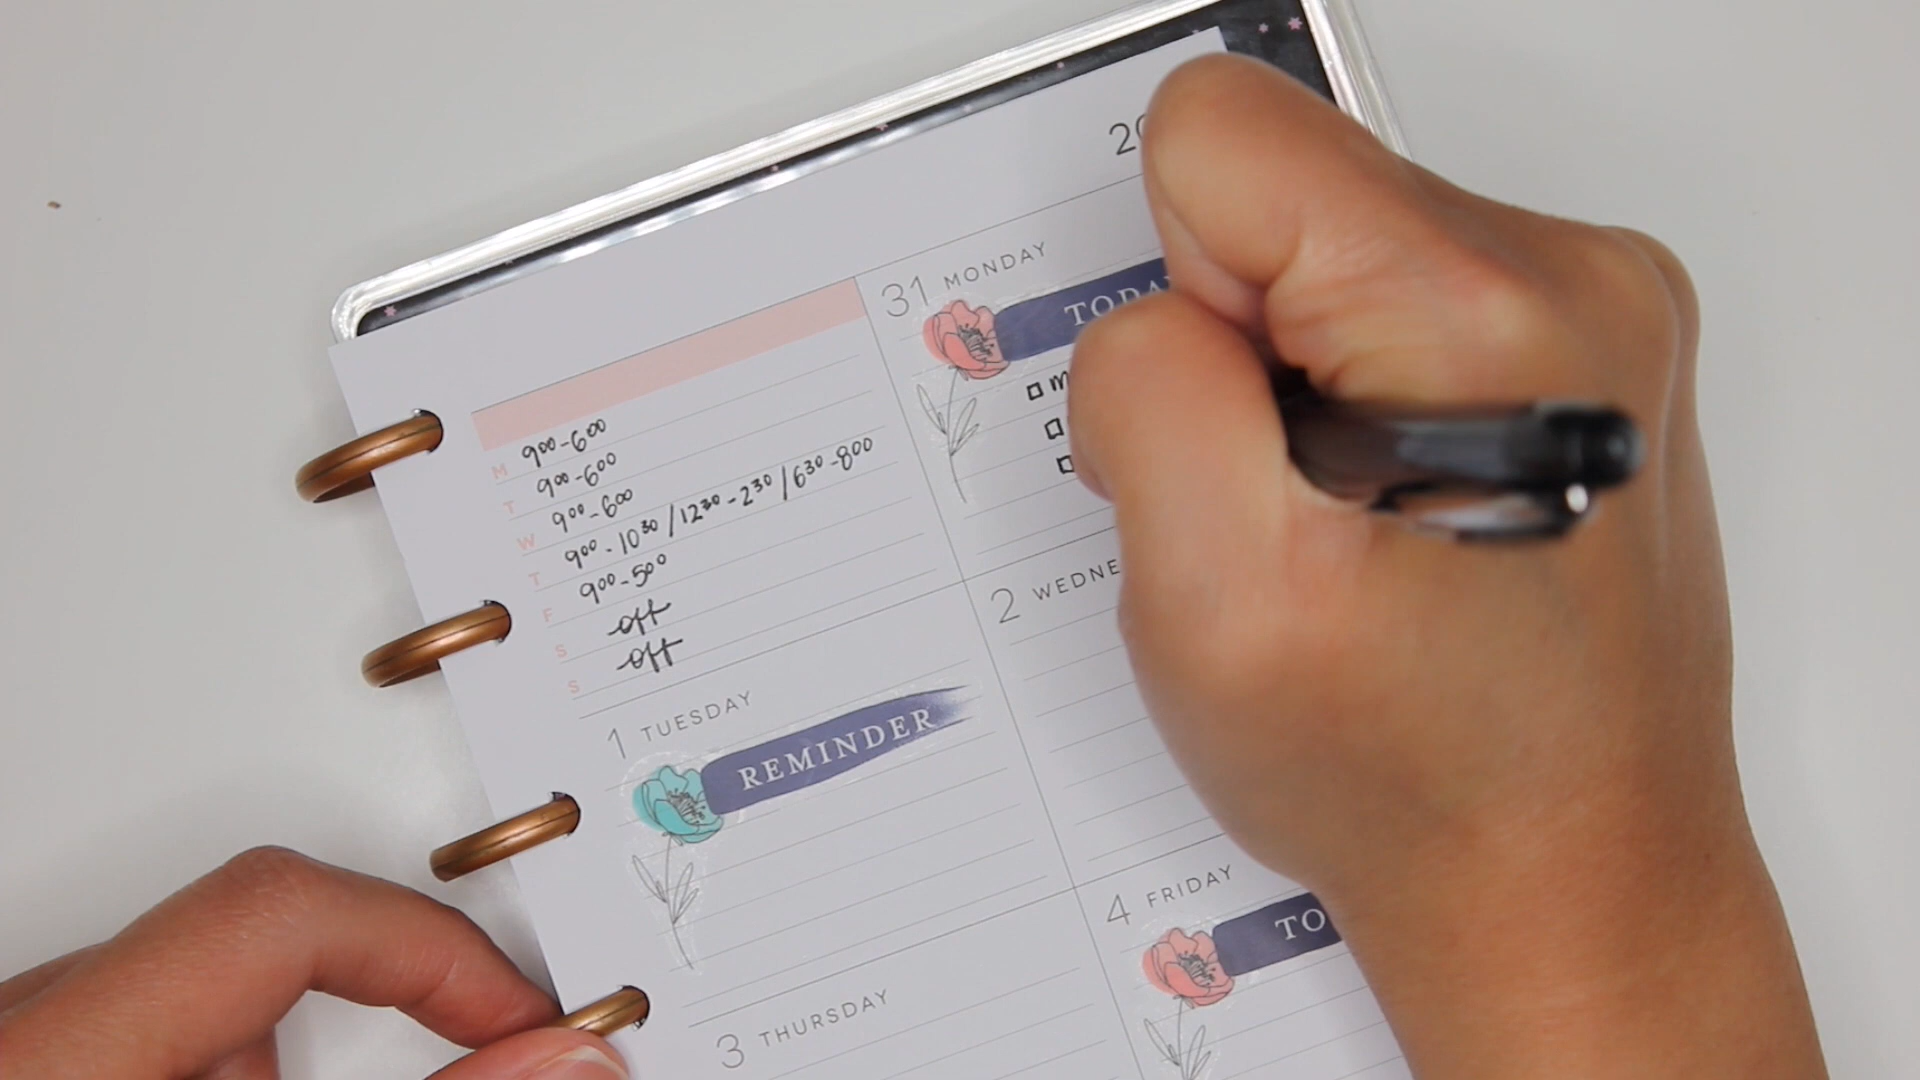 20
31 MONDAY
TODAY
M 9⁰⁰-6⁰⁰
T 9⁰⁰-6⁰⁰
W 9⁰⁰-6⁰⁰
T 9⁰⁰-10³⁰/12³⁰-2³⁰/6³⁰-8⁰⁰
F 9⁰⁰-5⁰⁰
S off
S off
1 TUESDAY
REMINDER
2 WEDNE
3 THURSDAY
4 FRIDAY
TO